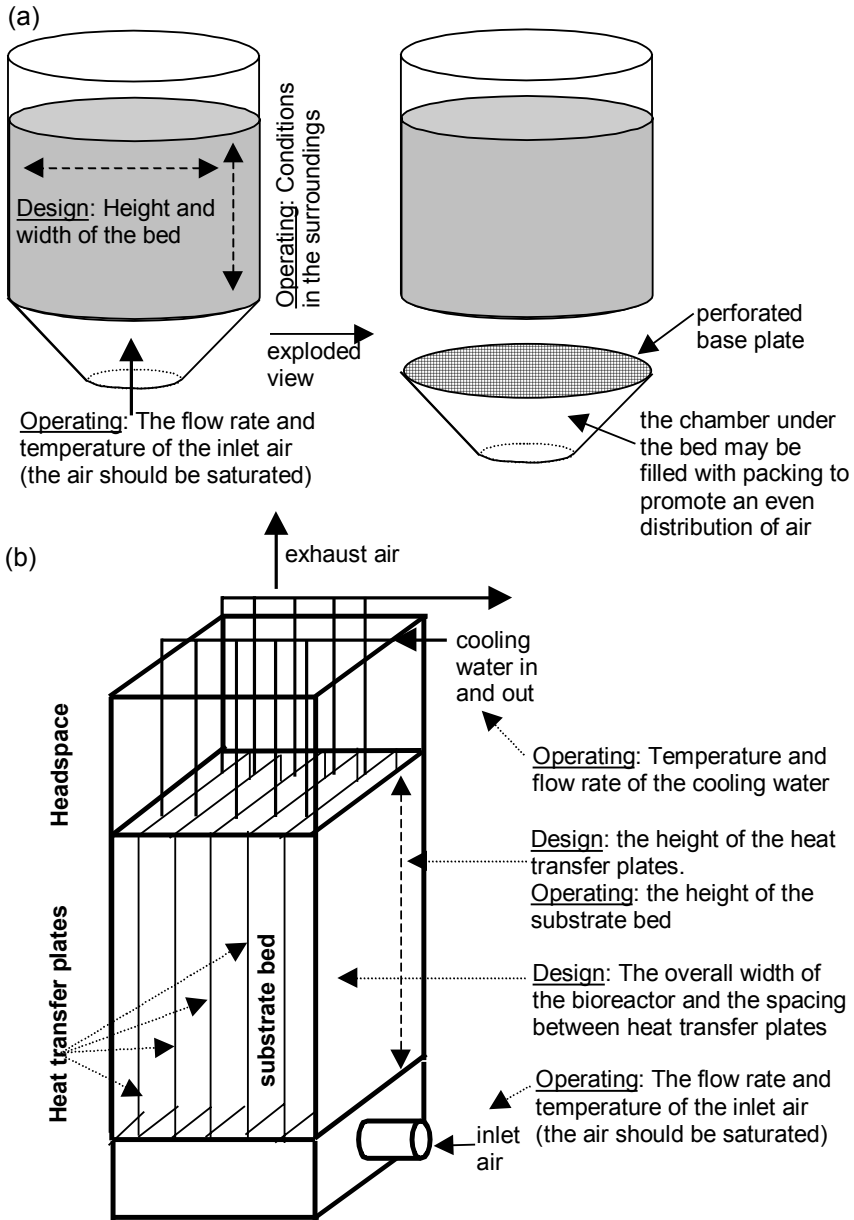 (a)
Design: Height and
width of the bed
Operating: Conditions
in the surroundings
exploded
view
perforated
base plate
Operating: The flow rate and
temperature of the inlet air
(the air should be saturated)
the chamber under
the bed may be
filled with packing to
promote an even
distribution of air
(b)
exhaust air
cooling
water in
and out
Headspace
Operating: Temperature and
flow rate of the cooling water
Design: the height of the heat
transfer plates.
Operating: the height of the
substrate bed
Heat transfer plates
substrate bed
Design: The overall width of
the bioreactor and the spacing
between heat transfer plates
Operating: The flow rate and
temperature of the inlet air
(the air should be saturated)
inlet
air